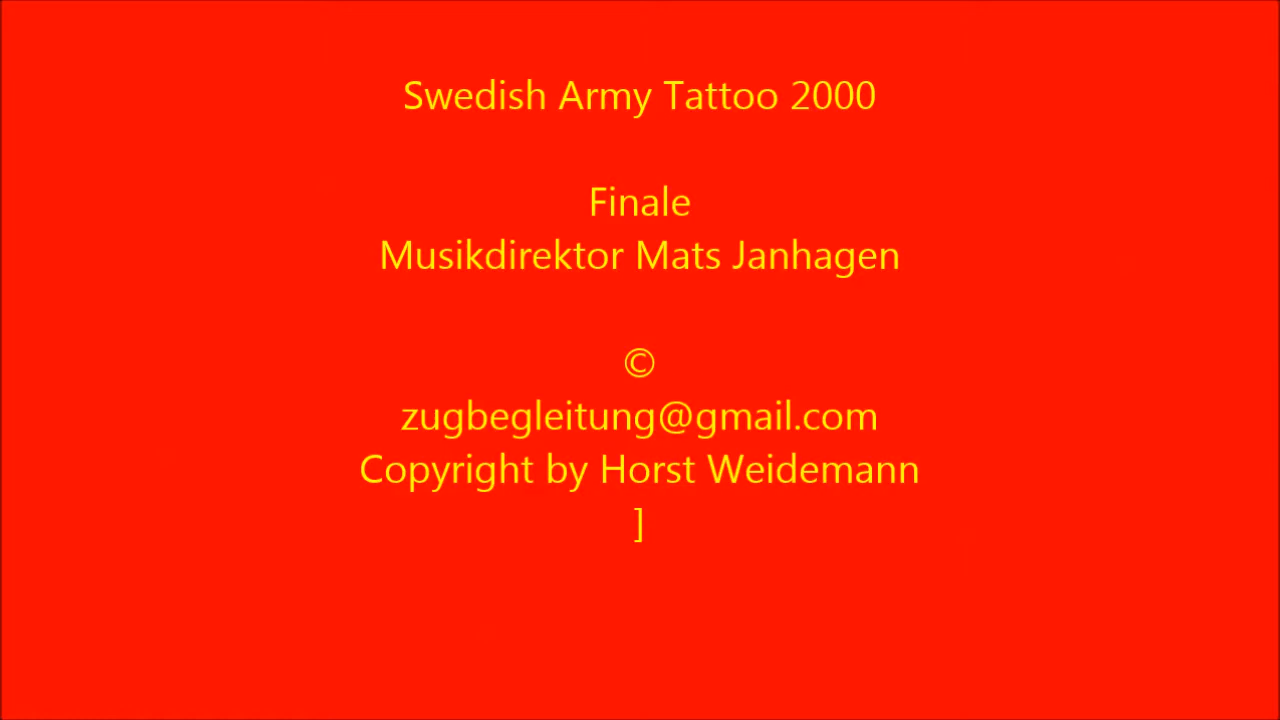 Swedish Army Tattoo 2000
Finale
Musikdirektor Mats Janhagen
©
zugbegleitung@gmail.com
Copyright by Horst Weidemann
]